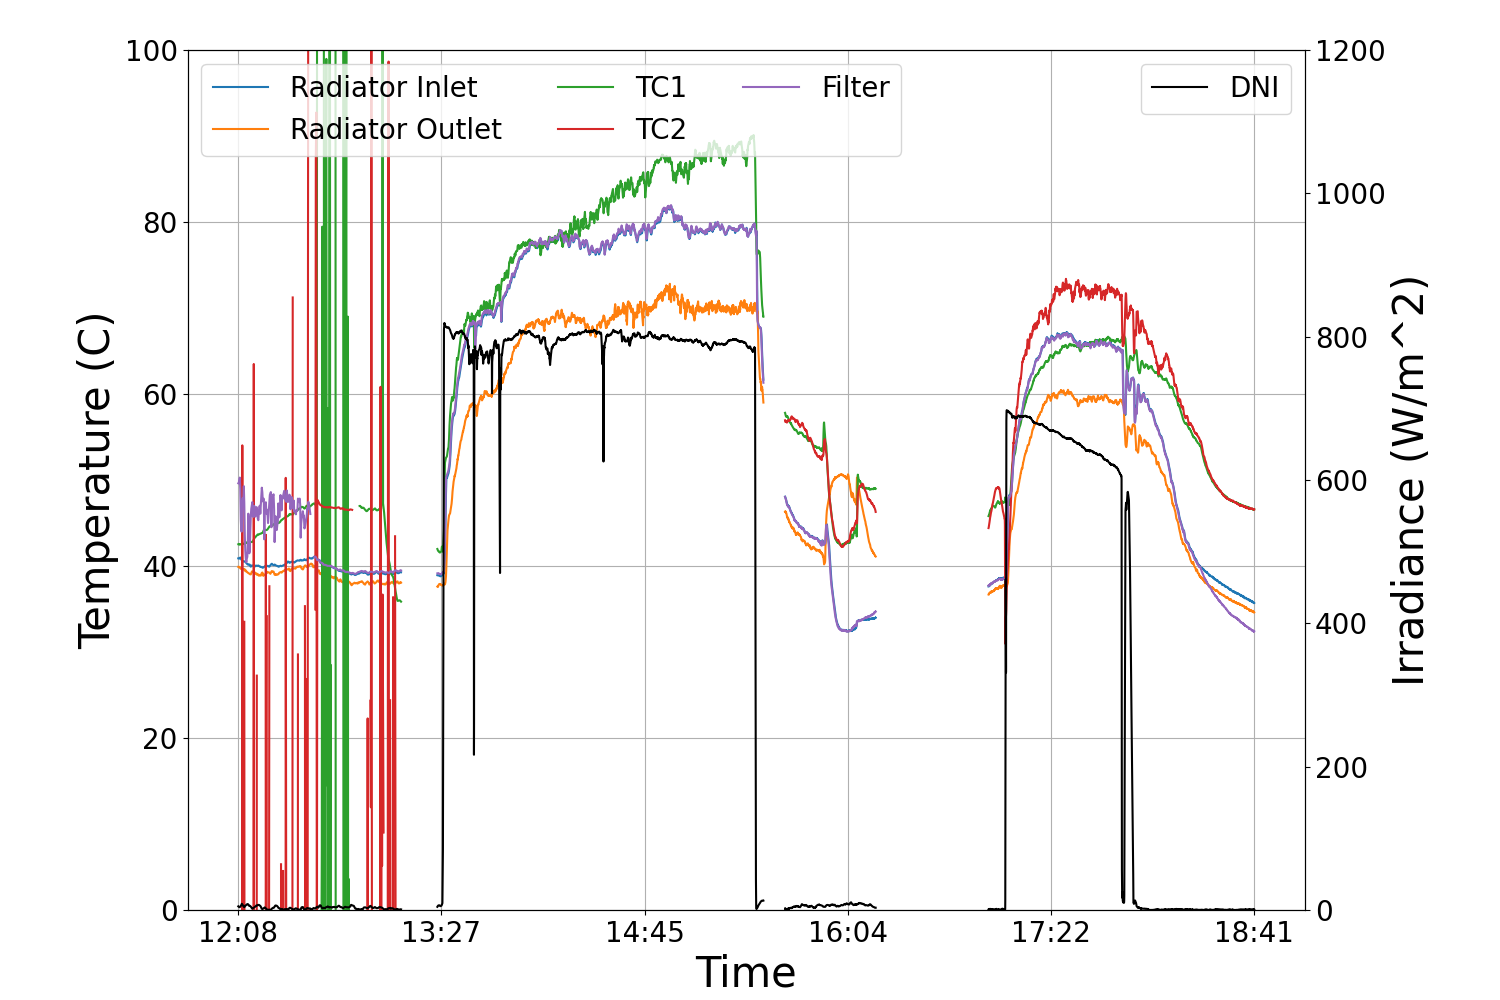 Radiator Inlet
Radiator Outlet
TC1
TC2
Filter
DNI
Temperature (C)
100
80
60
40
20
0
1200
1000
800
600
400
200
0
Irradiance (W/m^2)
12:08 13:27 14:45 16:04 17:22 18:41
Time